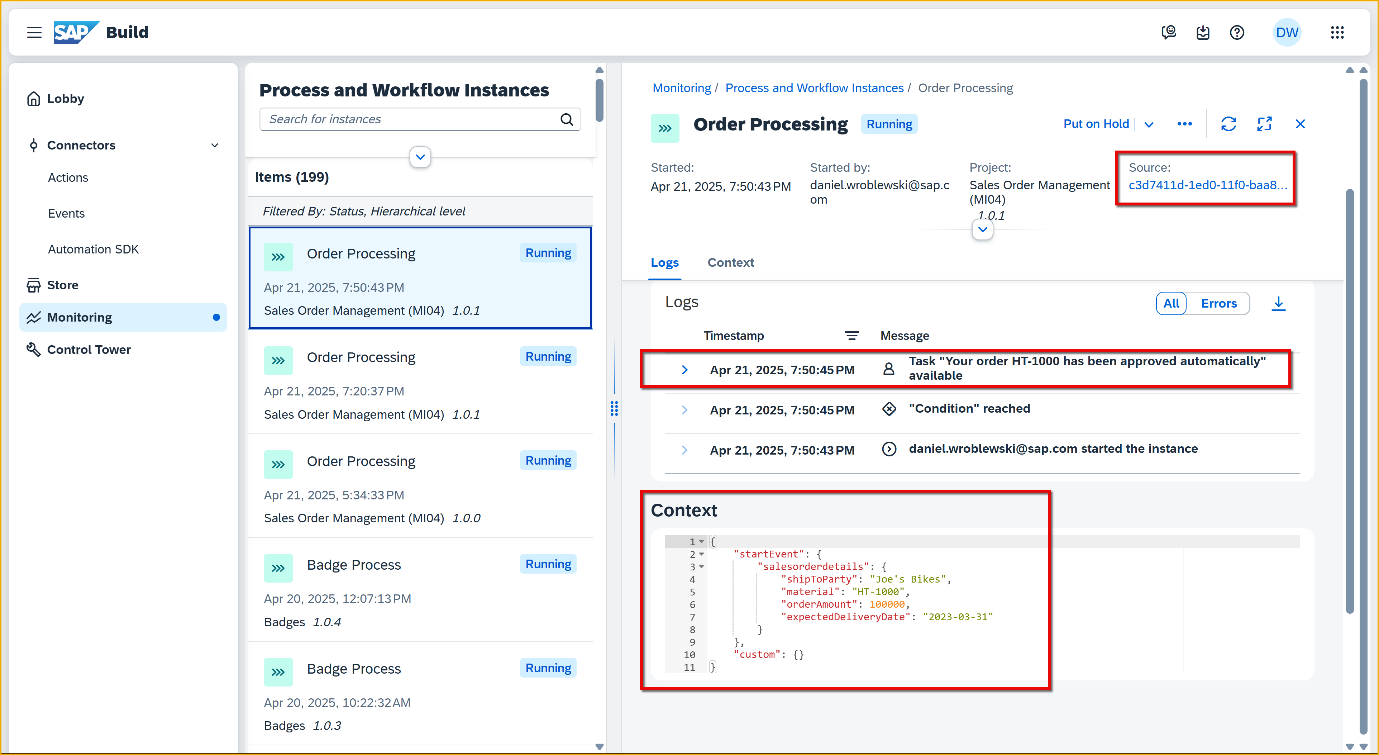 SAP Build
DW
Lobby
Connectors
Actions
Events
Automation SDK
Store
Monitoring
Control Tower
Process and Workflow Instances
Search for instances
Items (199)
Filtered By: Status, Hierarchical level
Order Processing Running
Apr 21, 2025, 7:50:43 PM
Sales Order Management (MI04) 1.0.1
Order Processing Running
Apr 21, 2025, 7:20:37 PM
Sales Order Management (MI04) 1.0.1
Order Processing Running
Apr 21, 2025, 5:34:33 PM
Sales Order Management (MI04) 1.0.0
Badge Process Running
Apr 20, 2025, 12:07:13 PM
Badges 1.0.4
Badge Process Running
Apr 20, 2025, 10:22:32 AM
Badges 1.0.3
Monitoring / Process and Workflow Instances / Order Processing
Order Processing Running
Put on Hold
Started:
Apr 21, 2025, 7:50:43 PM
Started by:
daniel.wroblewski@sap.c
om
Project:
Sales Order Management
(MI04)
1.0.1
Source:
c3d7411d-1ed0-11f0-baa8...
Logs Context
Logs
All Errors
Timestamp Message
Apr 21, 2025, 7:50:45 PM Task "Your order HT-1000 has been approved automatically"
available
Apr 21, 2025, 7:50:45 PM "Condition" reached
Apr 21, 2025, 7:50:43 PM daniel.wroblewski@sap.com started the instance
Context
1 {
2 "startEvent": {
3 "salesorderdetails": {
4 "shipToParty": "Joe's Bikes",
5 "material": "HT-1000",
6 "orderAmount": 100000,
7 "expectedDeliveryDate": "2023-03-31"
8 }
9 },
10 "custom": {}
11 }